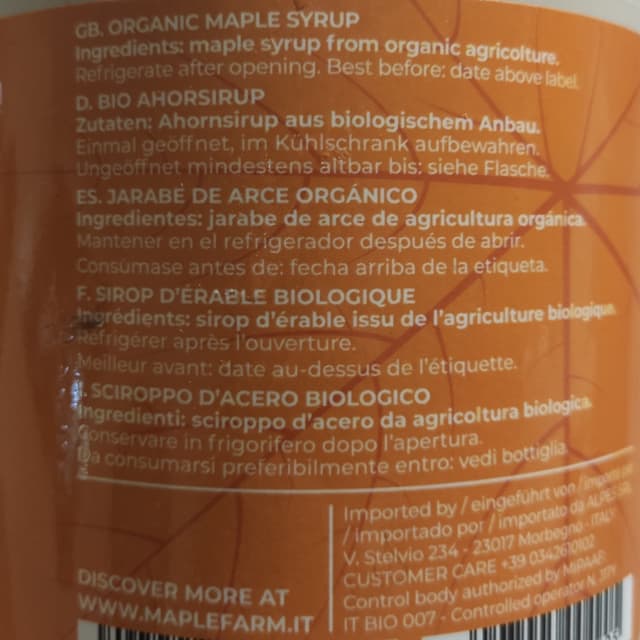 GB. ORGANIC MAPLE SYRUP
Ingredients: maple syrup from organic agricolture.
Refrigerate after opening. Best before: date above label.
D. BIO AHORSIRUP
Zutaten: Ahornsirup aus biologischem Anbau.
Einmal geöffnet, im Kühlschrank aufbewahren.
Ungeöffnet mindestens altbar bis: siehe Flasche.
ES. JARABE DE ARCE ORGÁNICO
Ingredientes: jarabe de arce de agricultura orgánica.
Mantener en el refrigerador después de abrir.
Consúmase antes de: fecha arriba de la etiqueta.
F. SIROP D'ÉRABLE BIOLOGIQUE
Ingrédients: sirop d'érable issu de l'agriculture biologique.
Refrigérer après l'ouverture.
Meilleur avant: date au-dessus de l'étiquette.
SCIROPPO D'ACERO BIOLOGICO
Ingredienti: sciroppo d'acero da agricoltura biologica.
Conservare in frigorifero dopo l'apertura.
Da consumarsi preferibilmente entro: vedi bottiglia.
DISCOVER MORE AT
WWW.MAPLEFARM.IT
Imported by / eingeführt von /
/ Importado por / importato da
V. Stelvio 234 - 23017 Morbegno,
CUSTOMER CARE
Control body authorized by
IT BIO 007 - Controlled operator N.